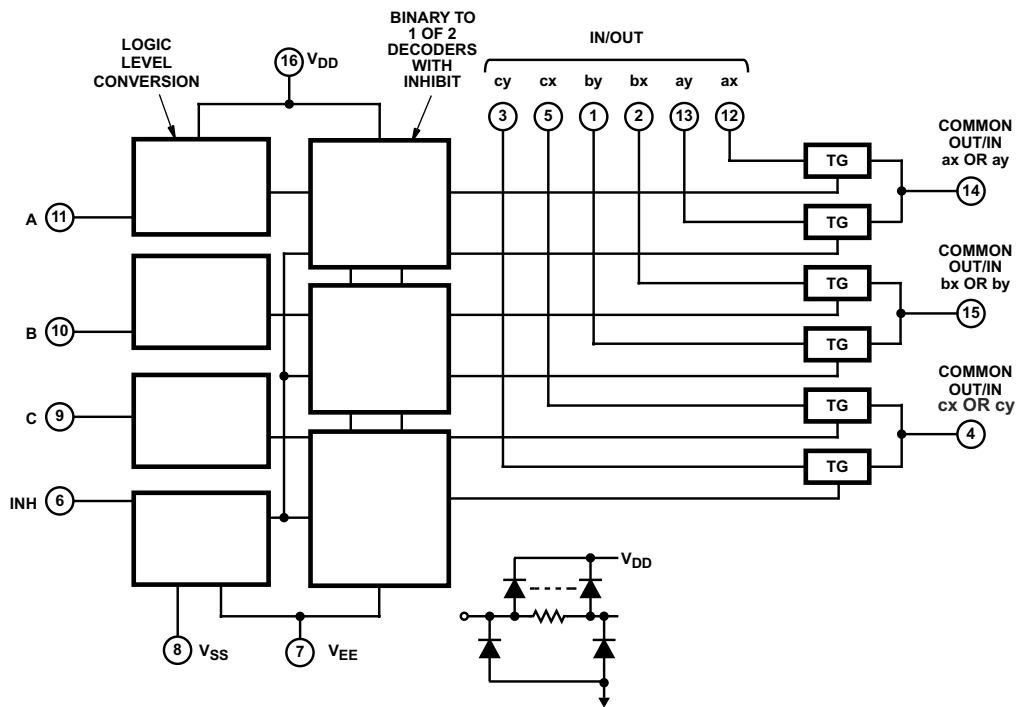 LOGIC
LEVEL
CONVERSION
16 VDD
BINARY TO
1 OF 2
DECODERS
WITH
INHIBIT
IN/OUT
cy cx by bx ay ax
3 5 1 2 13 12
COMMON
OUT/IN
ax OR ay
TG
14
A 11
TG
COMMON
OUT/IN
bx OR by
TG
15
B 10
TG
COMMON
OUT/IN
cx OR cy
TG
4
C 9
TG
INH 6
VDD
8 VSS
7 VEE